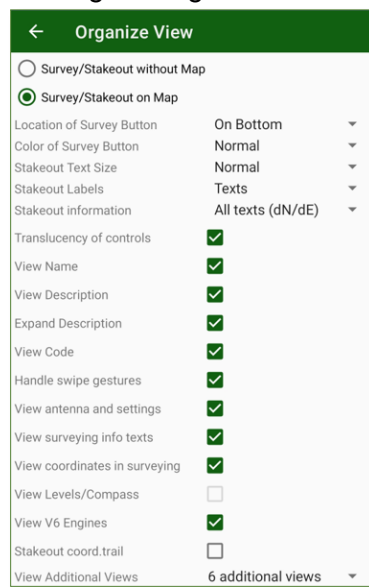 Organize View
Survey/Stakeout without Map
Survey/Stakeout on Map
Location of Survey Button On Bottom
Color of Survey Button Normal
Stakeout Text Size Normal
Stakeout Labels Texts
Stakeout information All texts (dN/dE)
Translucency of controls
View Name
View Description
Expand Description
View Code
Handle swipe gestures
View antenna and settings
View surveying info texts
View coordinates in surveying
View Levels/Compass
View V6 Engines
Stakeout coord.trail
View Additional Views 6 additional views